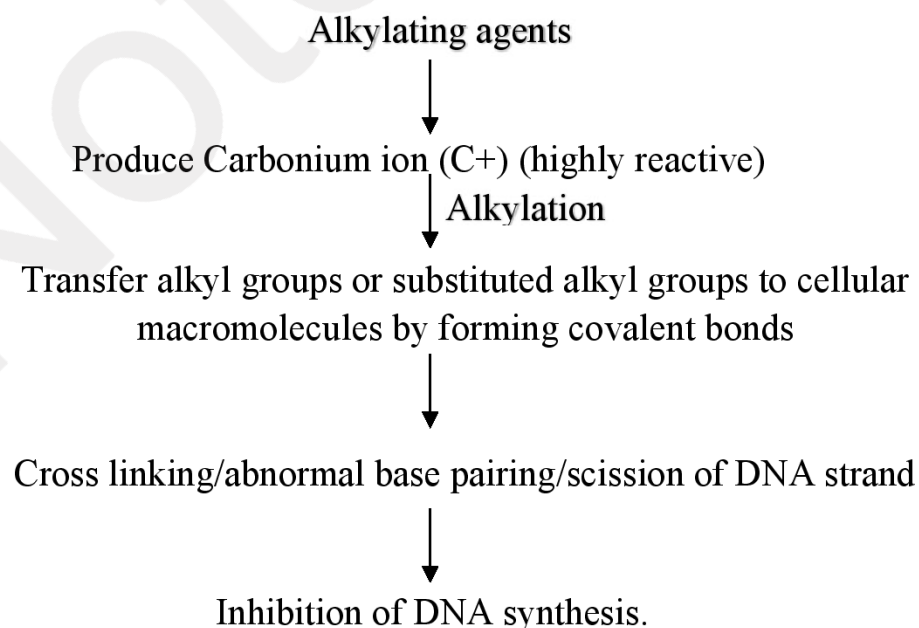 Alkylating agents
Produce Carbonium ion (C+) (highly reactive)
Alkylation
Transfer alkyl groups or substituted alkyl groups to cellular
macromolecules by forming covalent bonds
Cross linking/abnormal base pairing/scission of DNA strand
Inhibition of DNA synthesis.